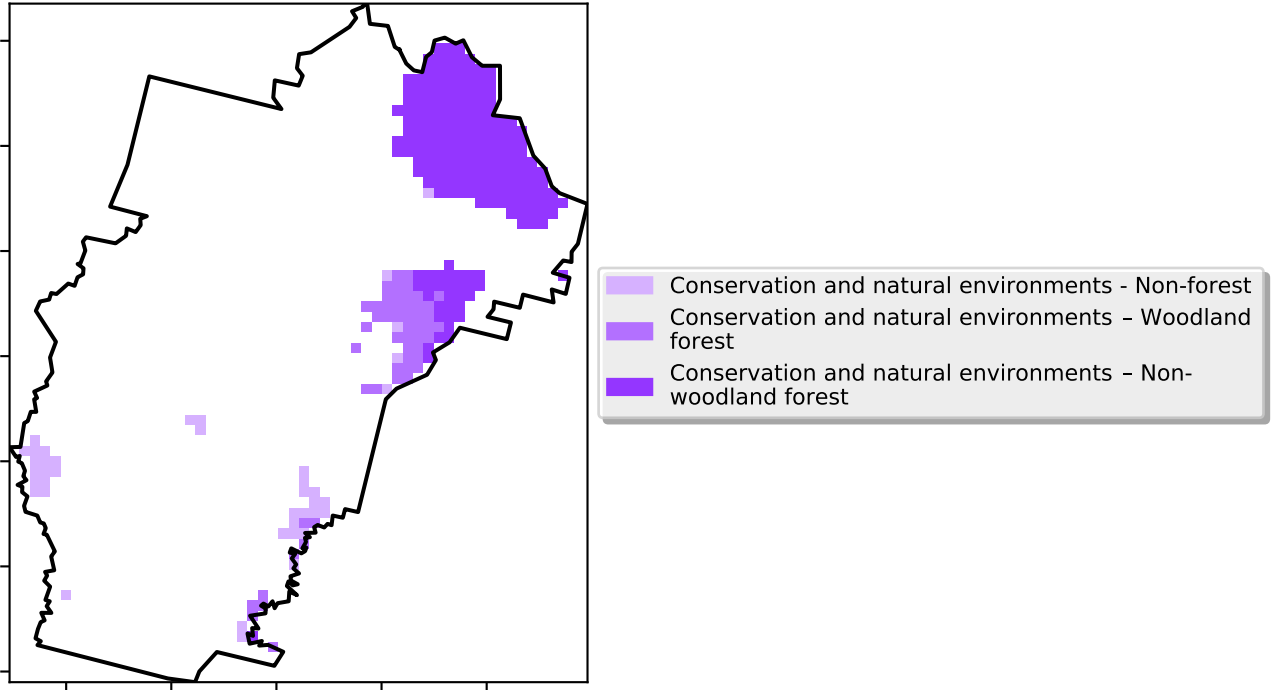 Conservation and natural environments - Non-forest
Conservation and natural environments – Woodland
forest
Conservation and natural environments – Non-
woodland forest